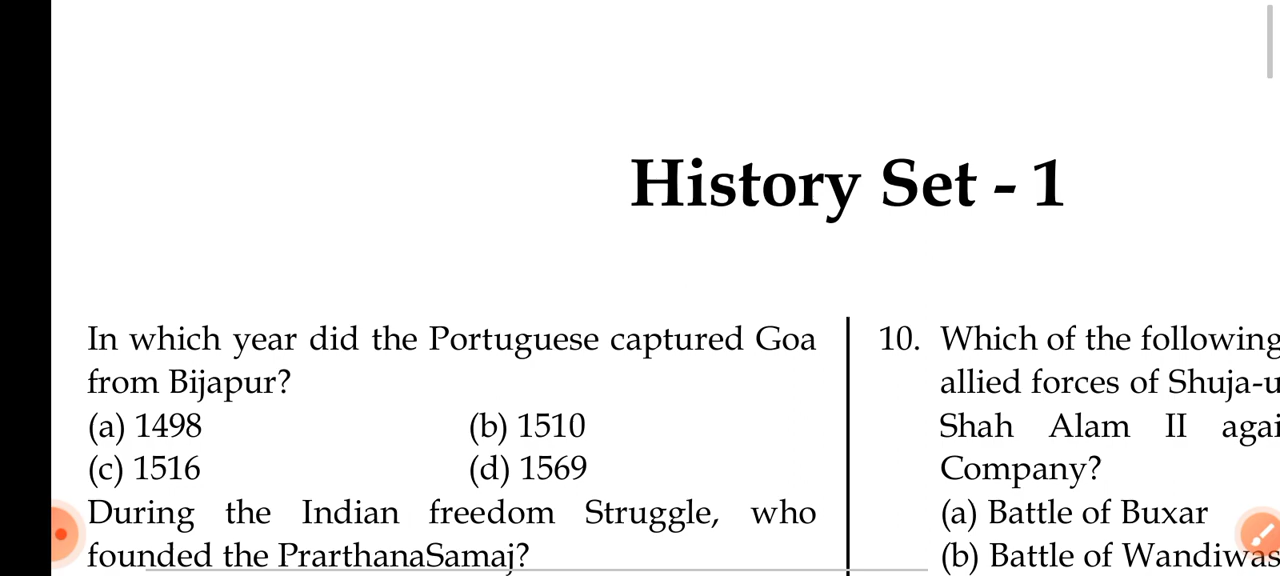 History Set - 1
In which year did the Portuguese captured Goa
from Bijapur?
(a) 1498 (b) 1510
(c) 1516 (d) 1569
During the Indian freedom Struggle, who
founded the PrarthanaSamaj?
10. Which of the following
allied forces of Shuja-u
Shah Alam II agai
Company?
(a) Battle of Buxar
(b) Battle of Wandiwas